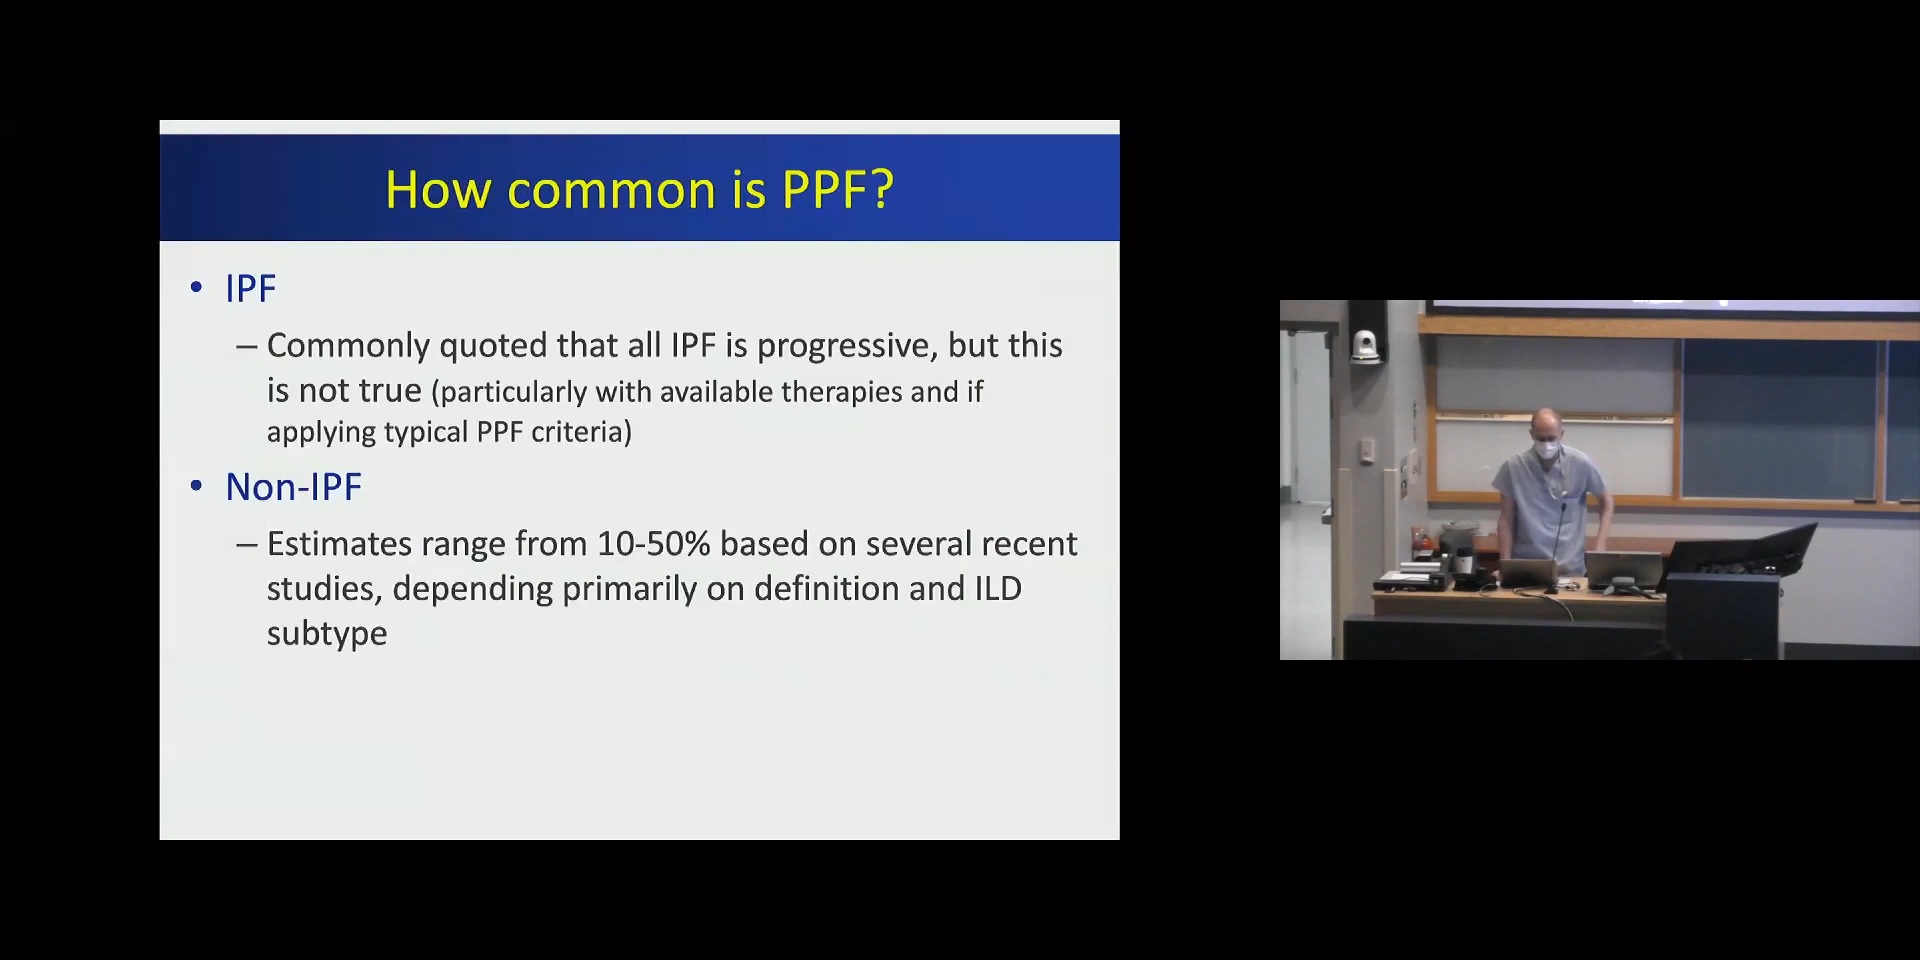 How common is PPF?
• IPF
– Commonly quoted that all IPF is progressive, but this
is not true (particularly with available therapies and if
applying typical PPF criteria)
• Non-IPF
– Estimates range from 10-50% based on several recent
studies, depending primarily on definition and ILD
subtype